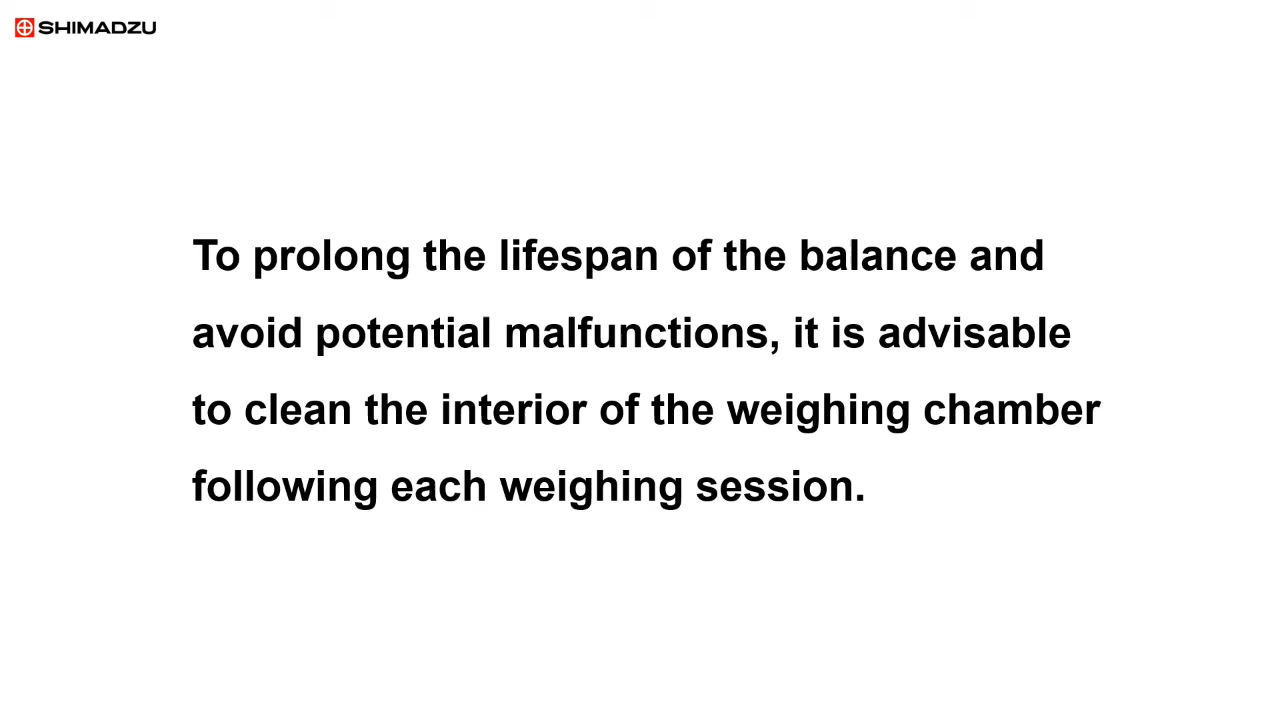 SHIMADZU
To prolong the lifespan of the balance and
avoid potential malfunctions, it is advisable
to clean the interior of the weighing chamber
following each weighing session.